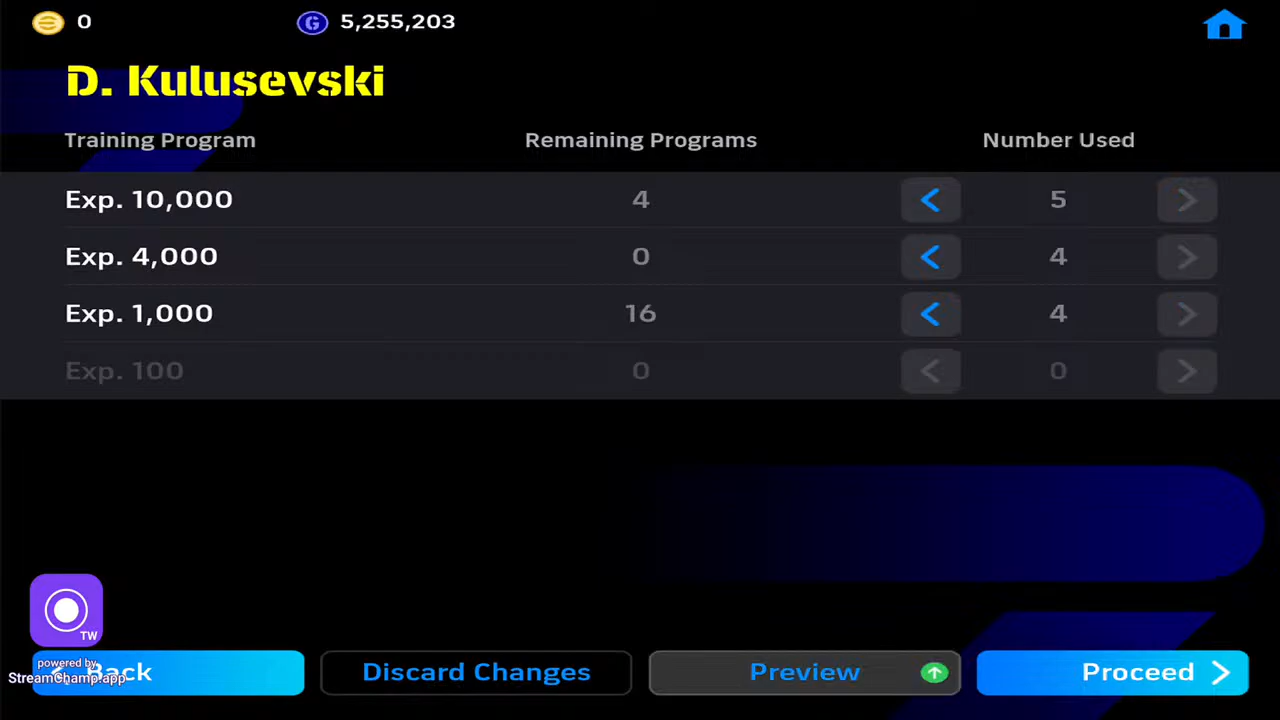 0 G 5,255,203
D. Kulusevski
Training Program Remaining Programs Number Used
Exp. 10,000 4 < 5 >
Exp. 4,000 0 < 4 >
Exp. 1,000 16 < 4 >
Exp. 100 0 < 0 >
TW
powered by
StreamChamp.app
Back Discard Changes Preview Proceed >